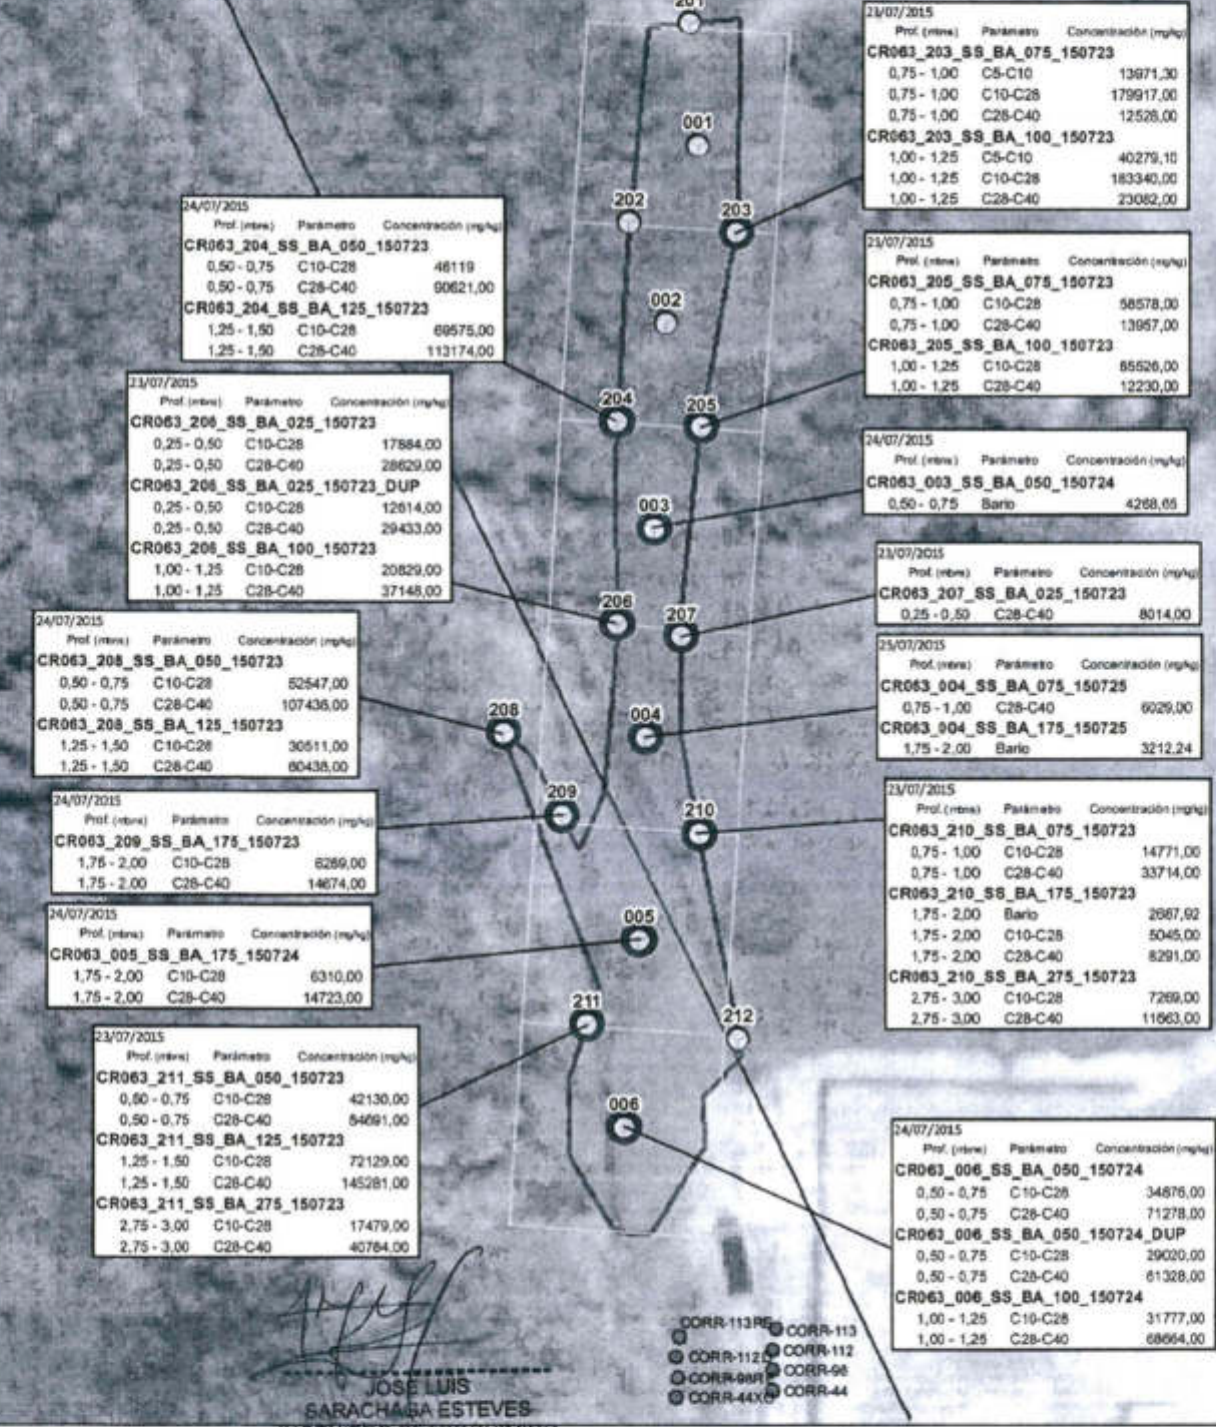 201
001
202
203
002
204
205
003
206
207
208
004
209
210
005
211
212
006
24/07/2015
Prof. (mbns) Parámetro Concentración (mg/kg)
CR063_204_SS_BA_050_150723
0,50 - 0,75 C10-C28 46119
0,50 - 0,75 C28-C40 90621,00
CR063_204_SS_BA_125_150723
1,25 - 1,50 C10-C28 69575,00
1,25 - 1,50 C28-C40 113174,00
23/07/2015
Prof. (mbns) Parámetro Concentración (mg/kg)
CR063_206_SS_BA_025_150723
0,25 - 0,50 C10-C28 17884,00
0,25 - 0,50 C28-C40 28629,00
CR063_206_SS_BA_025_150723_DUP
0,25 - 0,50 C10-C28 12614,00
0,25 - 0,50 C28-C40 29433,00
CR063_206_SS_BA_100_150723
1,00 - 1,25 C10-C28 20829,00
1,00 - 1,25 C28-C40 37148,00
24/07/2015
Prof. (mbns) Parámetro Concentración (mg/kg)
CR063_208_SS_BA_050_150723
0,50 - 0,75 C10-C28 52547,00
0,50 - 0,75 C28-C40 107436,00
CR063_208_SS_BA_125_150723
1,25 - 1,50 C10-C28 30511,00
1,25 - 1,50 C28-C40 60438,00
24/07/2015
Prof. (mbns) Parámetro Concentración (mg/kg)
CR063_209_SS_BA_175_150723
1,75 - 2,00 C10-C28 6289,00
1,75 - 2,00 C28-C40 14674,00
24/07/2015
Prof. (mbns) Parámetro Concentración (mg/kg)
CR063_005_SS_BA_175_150724
1,75 - 2,00 C10-C28 6310,00
1,75 - 2,00 C28-C40 14723,00
23/07/2015
Prof. (mbns) Parámetro Concentración (mg/kg)
CR063_211_SS_BA_050_150723
0,50 - 0,75 C10-C28 42130,00
0,50 - 0,75 C28-C40 84691,00
CR063_211_SS_BA_125_150723
1,25 - 1,50 C10-C28 72129,00
1,25 - 1,50 C28-C40 145281,00
CR063_211_SS_BA_275_150723
2,75 - 3,00 C10-C28 17479,00
2,75 - 3,00 C28-C40 40764,00
23/07/2015
Prof. (mbns) Parámetro Concentración (mg/kg)
CR063_203_SS_BA_075_150723
0,75 - 1,00 C5-C10 13971,30
0,75 - 1,00 C10-C28 179917,00
0,75 - 1,00 C28-C40 12528,00
CR063_203_SS_BA_100_150723
1,00 - 1,25 C5-C10 40279,10
1,00 - 1,25 C10-C28 183340,00
1,00 - 1,25 C28-C40 23082,00
23/07/2015
Prof. (mbns) Parámetro Concentración (mg/kg)
CR063_205_SS_BA_075_150723
0,75 - 1,00 C10-C28 58578,00
0,75 - 1,00 C28-C40 13957,00
CR063_205_SS_BA_100_150723
1,00 - 1,25 C10-C28 65526,00
1,00 - 1,25 C28-C40 12230,00
24/07/2015
Prof. (mbns) Parámetro Concentración (mg/kg)
CR063_003_SS_BA_050_150724
0,50 - 0,75 Bario 4268,65
23/07/2015
Prof. (mbns) Parámetro Concentración (mg/kg)
CR063_207_SS_BA_025_150723
0,25 - 0,50 C28-C40 8014,00
25/07/2015
Prof. (mbns) Parámetro Concentración (mg/kg)
CR063_004_SS_BA_075_150725
0,75 - 1,00 C28-C40 6029,00
CR063_004_SS_BA_175_150725
1,75 - 2,00 Bario 3212,24
23/07/2015
Prof. (mbns) Parámetro Concentración (mg/kg)
CR063_210_SS_BA_075_150723
0,75 - 1,00 C10-C28 14771,00
0,75 - 1,00 C28-C40 33714,00
CR063_210_SS_BA_175_150723
1,75 - 2,00 Bario 2687,92
1,75 - 2,00 C10-C28 5045,00
1,75 - 2,00 C28-C40 8291,00
CR063_210_SS_BA_275_150723
2,75 - 3,00 C10-C28 7269,00
2,75 - 3,00 C28-C40 11663,00
24/07/2015
Prof. (mbns) Parámetro Concentración (mg/kg)
CR063_006_SS_BA_050_150724
0,50 - 0,75 C10-C28 34876,00
0,50 - 0,75 C28-C40 71278,00
CR063_006_SS_BA_050_150724_DUP
0,50 - 0,75 C10-C28 29020,00
0,50 - 0,75 C28-C40 61328,00
CR063_006_SS_BA_100_150724
1,00 - 1,25 C10-C28 31777,00
1,00 - 1,25 C28-C40 68664,00
CORR-113RE CORR-113
CORR-112
CORR-98
CORR-44
JOSE LUIS
SARACHAGA ESTEVES